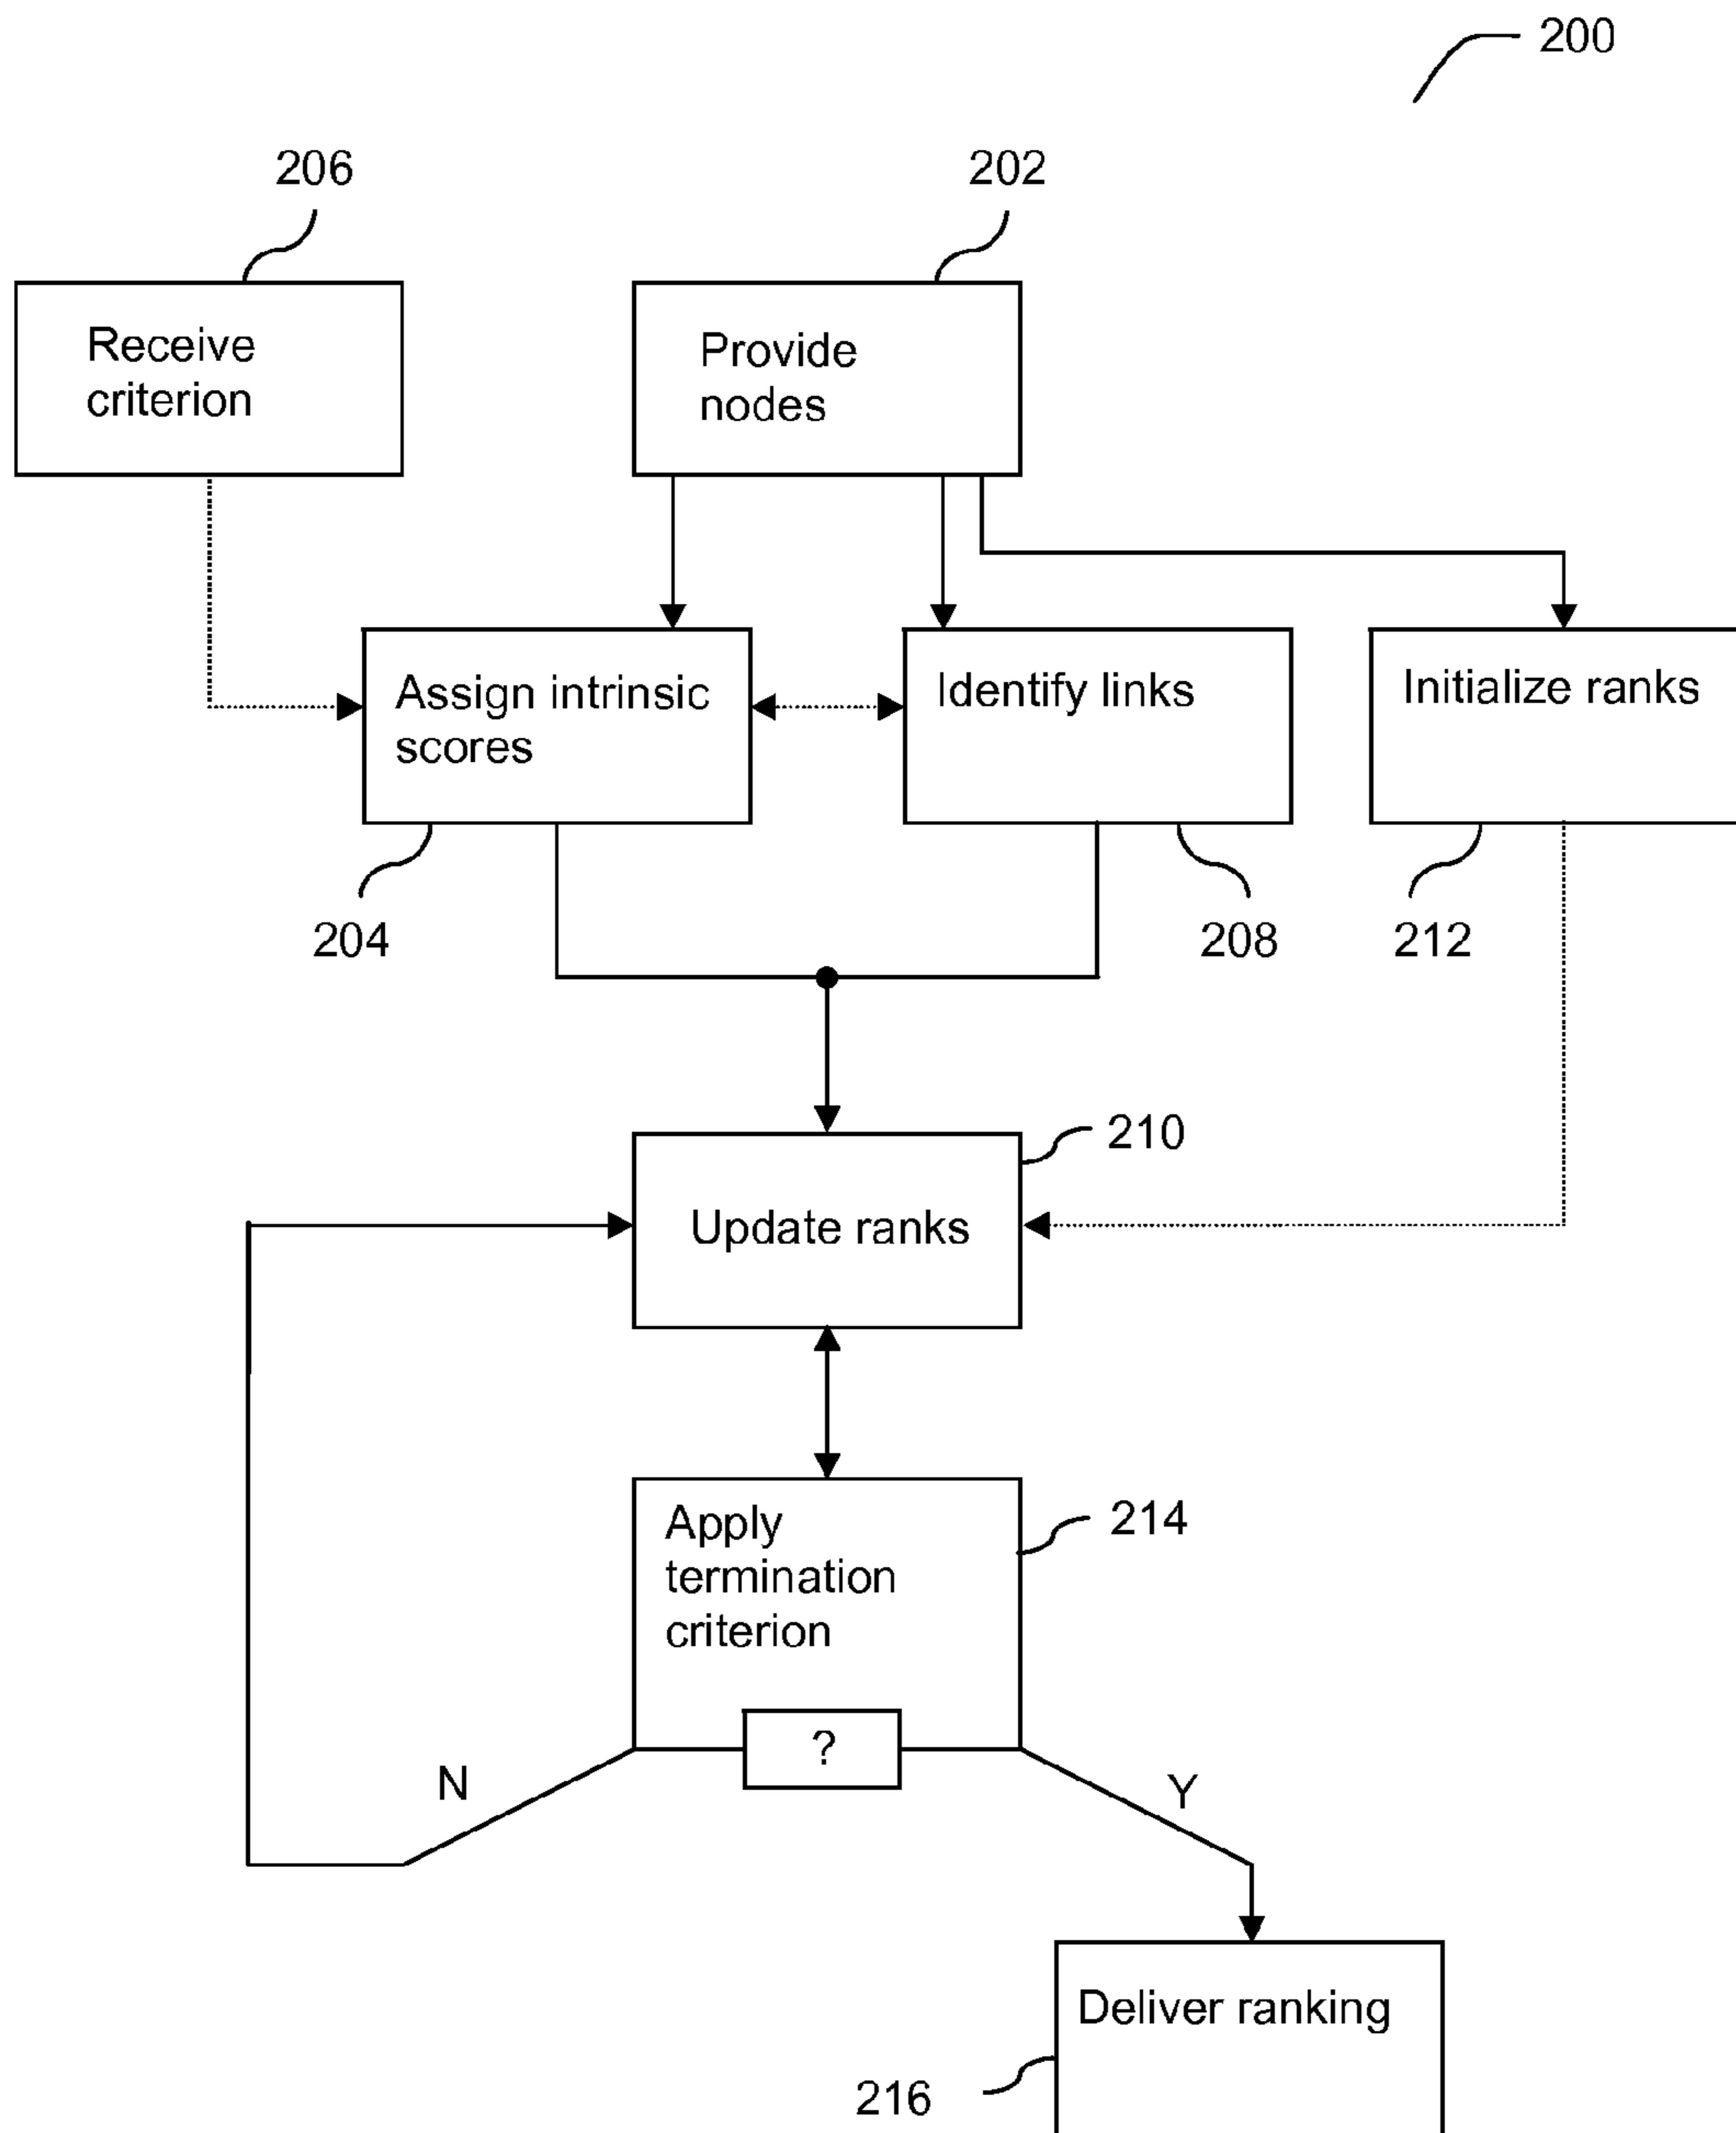 200
206
202
Receive
criterion
Provide
nodes
Assign intrinsic
scores
Identify links
Initialize ranks
204
208
212
210
Update ranks
214
Apply
termination
criterion
?
N
Y
Deliver ranking
216